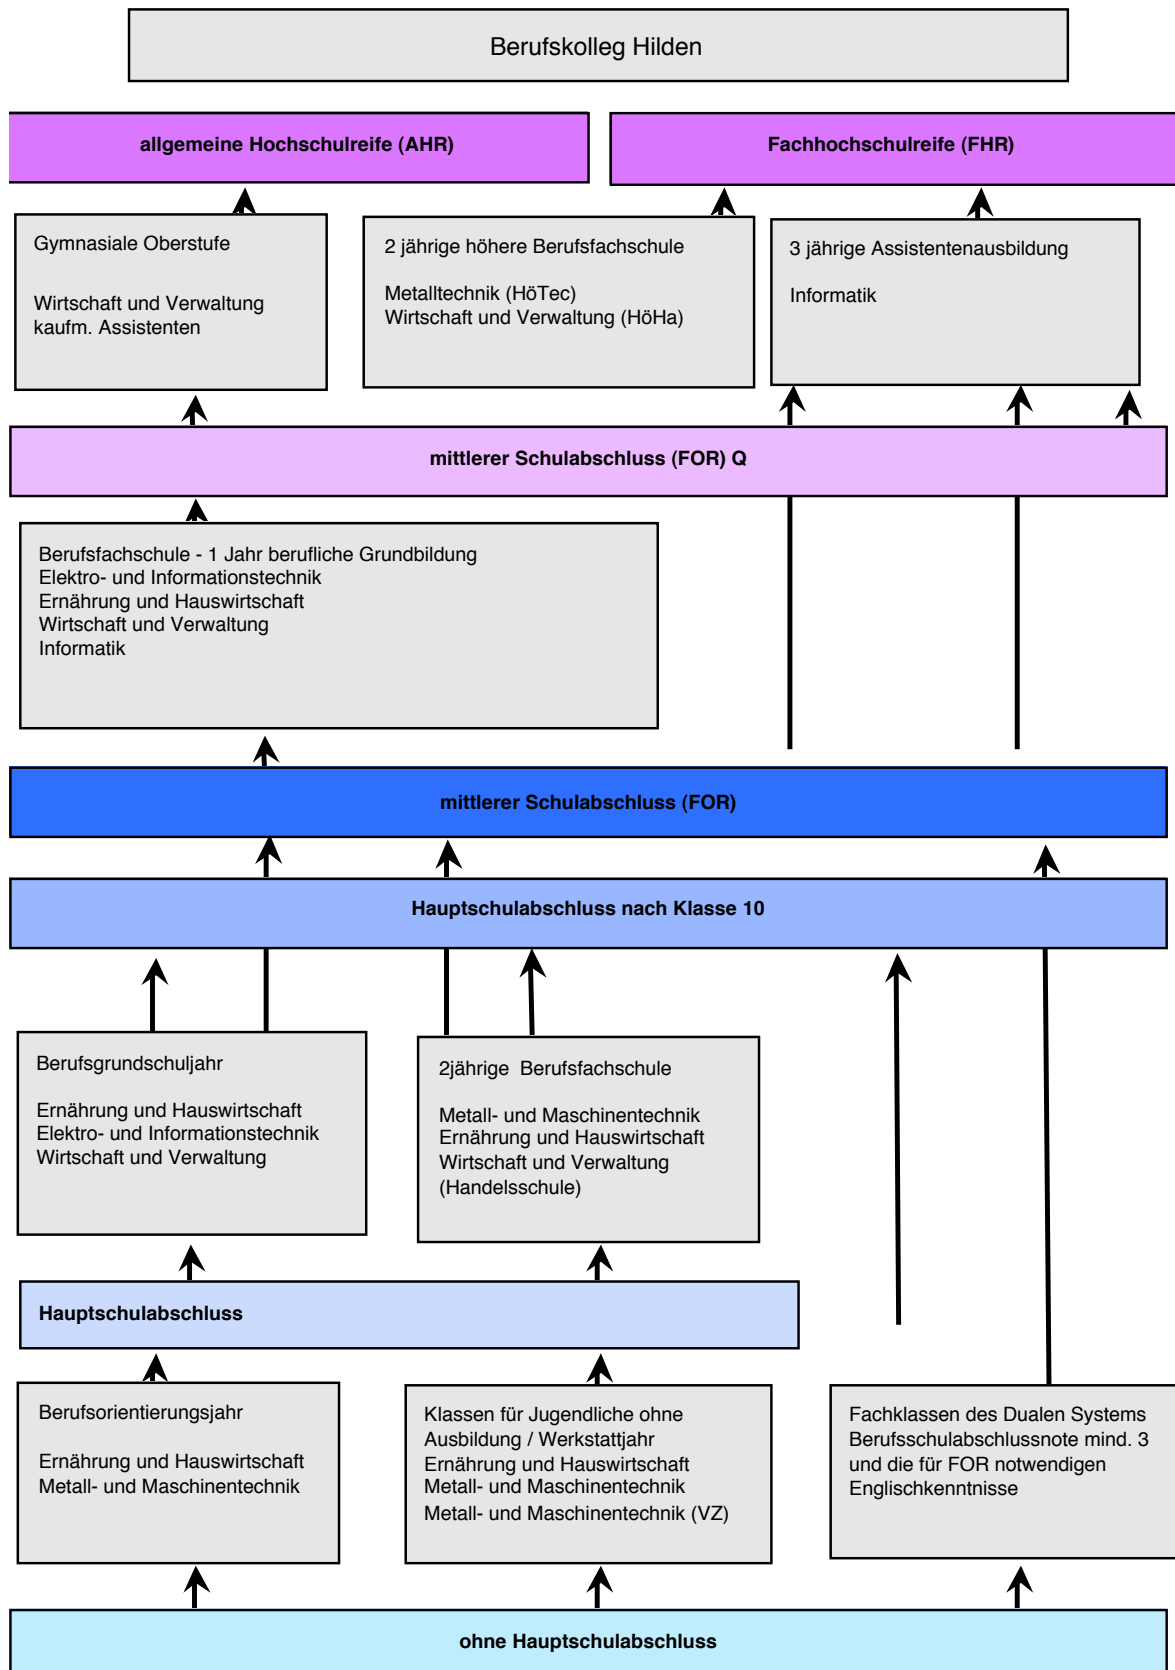 Berufskolleg Hilden
allgemeine Hochschulreife (AHR)
Fachhochschulreife (FHR)
Gymnasiale Oberstufe
Wirtschaft und Verwaltung
kaufm. Assistenten
2 jährige höhere Berufsfachschule
Metalltechnik (HöTec)
Wirtschaft und Verwaltung (HöHa)
3 jährige Assistentenausbildung
Informatik
mittlerer Schulabschluss (FOR) Q
Berufsfachschule - 1 Jahr berufliche Grundbildung
Elektro- und Informationstechnik
Ernährung und Hauswirtschaft
Wirtschaft und Verwaltung
Informatik
mittlerer Schulabschluss (FOR)
Hauptschulabschluss nach Klasse 10
Berufsgrundschuljahr
Ernährung und Hauswirtschaft
Elektro- und Informationstechnik
Wirtschaft und Verwaltung
2jährige Berufsfachschule
Metall- und Maschinentechnik
Ernährung und Hauswirtschaft
Wirtschaft und Verwaltung
(Handelsschule)
Hauptschulabschluss
Berufsorientierungsjahr
Ernährung und Hauswirtschaft
Metall- und Maschinentechnik
Klassen für Jugendliche ohne
Ausbildung / Werkstattjahr
Ernährung und Hauswirtschaft
Metall- und Maschinentechnik
Metall- und Maschinentechnik (VZ)
Fachklassen des Dualen Systems
Berufsschulabschlussnote mind. 3
und die für FOR notwendigen
Englischkenntnisse
ohne Hauptschulabschluss